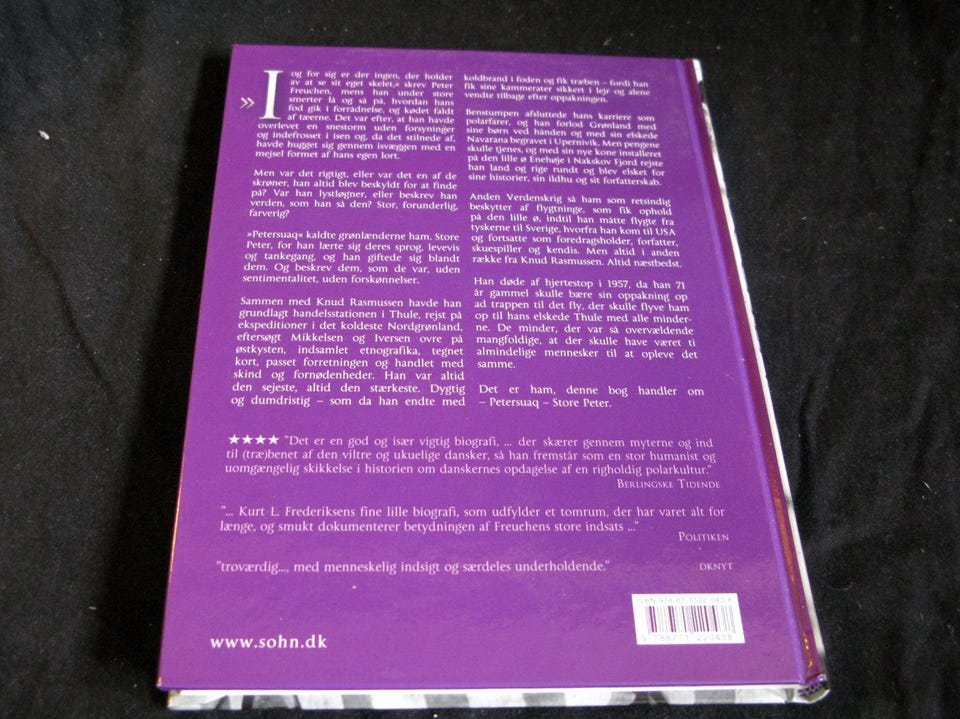 » I og for sig er der ingen, der holder
av at se sit eget skelet,« skrev Peter
Freuchen, mens han under store
smerter lå og så på, hvordan hans
fod gik i forrådnelse, og kødet faldt
af tæerne. Det var efter, at han havde
overlevet en snestorm uden forsyninger
og indefrosset i isen og, da det stilnede af,
havde hugget sig gennem isvæggen med en
mejsel formet af hans egen lort.
Men var det rigtigt, eller var det en af de
skrøner, han altid blev beskyldt for at finde
på? Var han lystløgner, eller beskrev han
verden, som han så den? Stor, forunderlig,
farverig?
»Petersuaq« kaldte grønlænderne ham. Store
Peter, for han lærte sig deres sprog, levevis
og tankegang, og han giftede sig blandt
dem. Og beskrev dem, som de var, uden
sentimentalitet, uden forskønnelser.
Sammen med Knud Rasmussen havde han
grundlagt handelsstationen i Thule, rejst på
ekspeditioner i det koldeste Nordgrønland,
eftersøgt Mikkelsen og Iversen ovre på
østkysten, indsamlet etnografika, tegnet
kort, passet forretningen og handlet med
skind og fornødenheder. Han var altid
den sejeste, altid den stærkeste. Dygtig
og dumdristig – som da han endte med
koldbrand i foden og fik træben – fordi han
fik sine kammerater sikkert i lejr og alene
vendte tilbage efter oppakningen.
Benstumpen afsluttede hans karriere som
polarfarer, og han forlod Grønland med
sine børn ved hånden og med sin elskede
Navarana begravet i Upernivik. Men pengene
skulle tjenes, og med sin nye kone installeret
på den lille ø Enehøje i Nakskov Fjord rejste
han land og rige rundt og blev elsket for
sine historier, sin ildhu og sit forfatterskab.
Anden Verdenskrig så ham som retsindig
beskytter af flygtninge, som fik ophold
på den lille ø, indtil han måtte flygte fra
tyskerne til Sverige, hvorfra han kom til USA
og fortsatte som foredragsholder, forfatter,
skuespiller og kendis. Men altid i anden
række fra Knud Rasmussen. Altid næstbedst.
Han døde af hjertestop i 1957, da han 71
år gammel skulle bære sin oppakning op
ad trappen til det fly, der skulle flyve ham
op til hans elskede Thule med alle minder-
ne. De minder, der var så overvældende
mangfoldige, at der skulle have været ti
almindelige mennesker til at opleve det
samme.
Det er ham, denne bog handler om
– Petersuaq – Store Peter.
★★★★ "Det er en god og især vigtig biografi, ... der skærer gennem myterne og ind
til (træ)benet af den viltre og ukuelige dansker, så han fremstår som en stor humanist og
uomgængelig skikkelse i historien om danskernes opdagelse af en righoldig polarkultur."
Berlingske Tidende
"... Kurt L. Frederiksens fine lille biografi, som udfylder et tomrum, der har varet alt for
længe, og smukt dokumenterer betydningen af Freuchens store indsats ..."
Politiken
"troværdig..., med menneskelig indsigt og særdeles underholdende."
DKNYT
ISBN 978-87-7122-043-8
9 788771 220438
www.sohn.dk